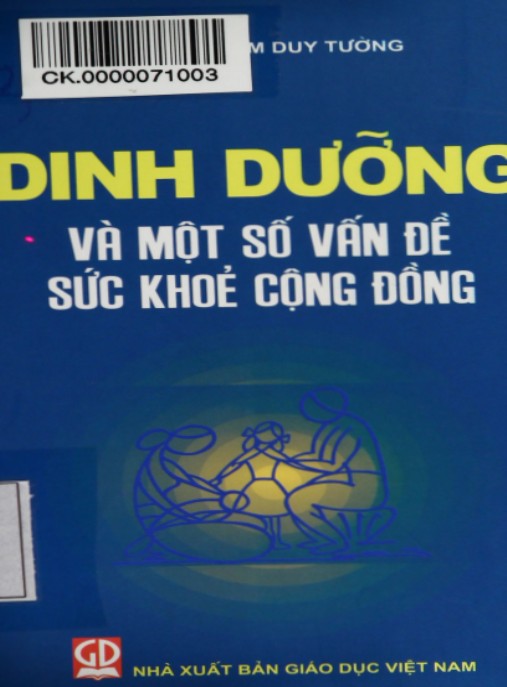 CK.0000071003
DUY TƯỜNG
DINH DƯỠNG
VÀ MỘT SỐ VẤN ĐỀ
SỨC KHOẺ CỘNG ĐỒNG
GD
NHÀ XUẤT BẢN GIÁO DỤC VIỆT NAM